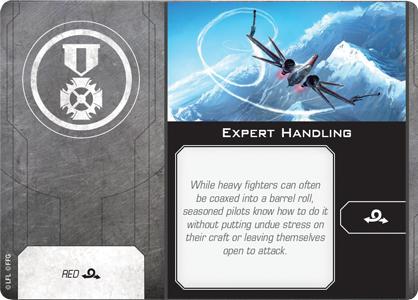 EXPERT HANDLING
While heavy fighters can often
be coaxed into a barrel roll,
seasoned pilots know how to do it
without putting undue stress on
their craft or leaving themselves
open to attack.
RED
©LFL ©FFG